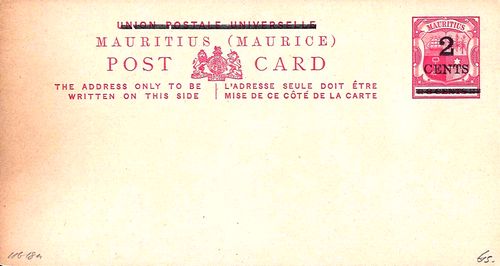 UNION POSTALE UNIVERSELLE
MAURITIUS (MAURICE)
POST CARD
THE ADDRESS ONLY TO BE
WRITTEN ON THIS SIDE
L'ADRESSE SEULE DOIT ÊTRE
MISE DE CE CÔTÉ DE LA CARTE
MAURITIUS
2
CENTS